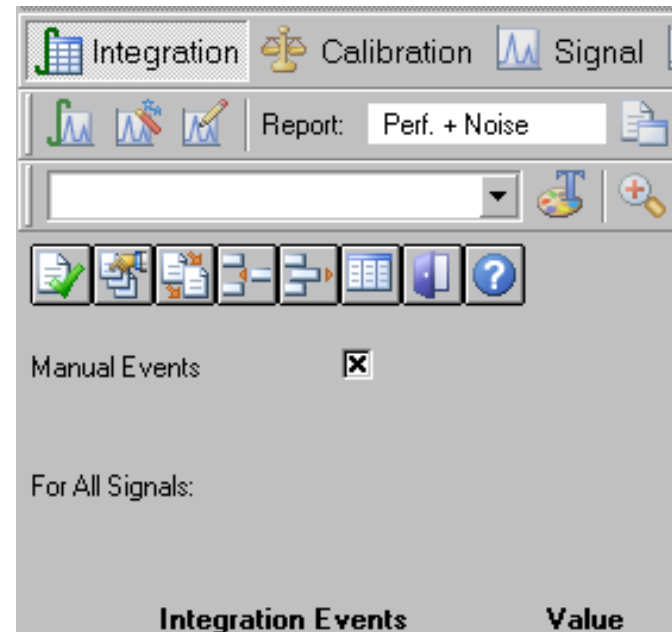 Integration Calibration Signal
Report: Perf. + Noise
Manual Events
For All Signals:
Integration Events Value